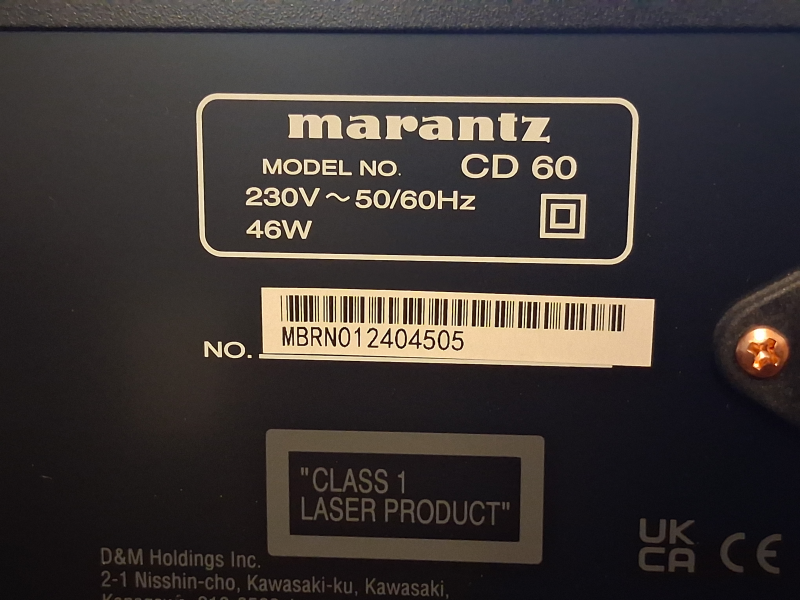 marantz
MODEL NO. CD 60
230V ~ 50/60Hz
46W
MBRN012404505
NO.
"CLASS 1
LASER PRODUCT"
UK
CA CE
D&M Holdings Inc.
2-1 Nisshin-cho, Kawasaki-ku, Kawasaki,